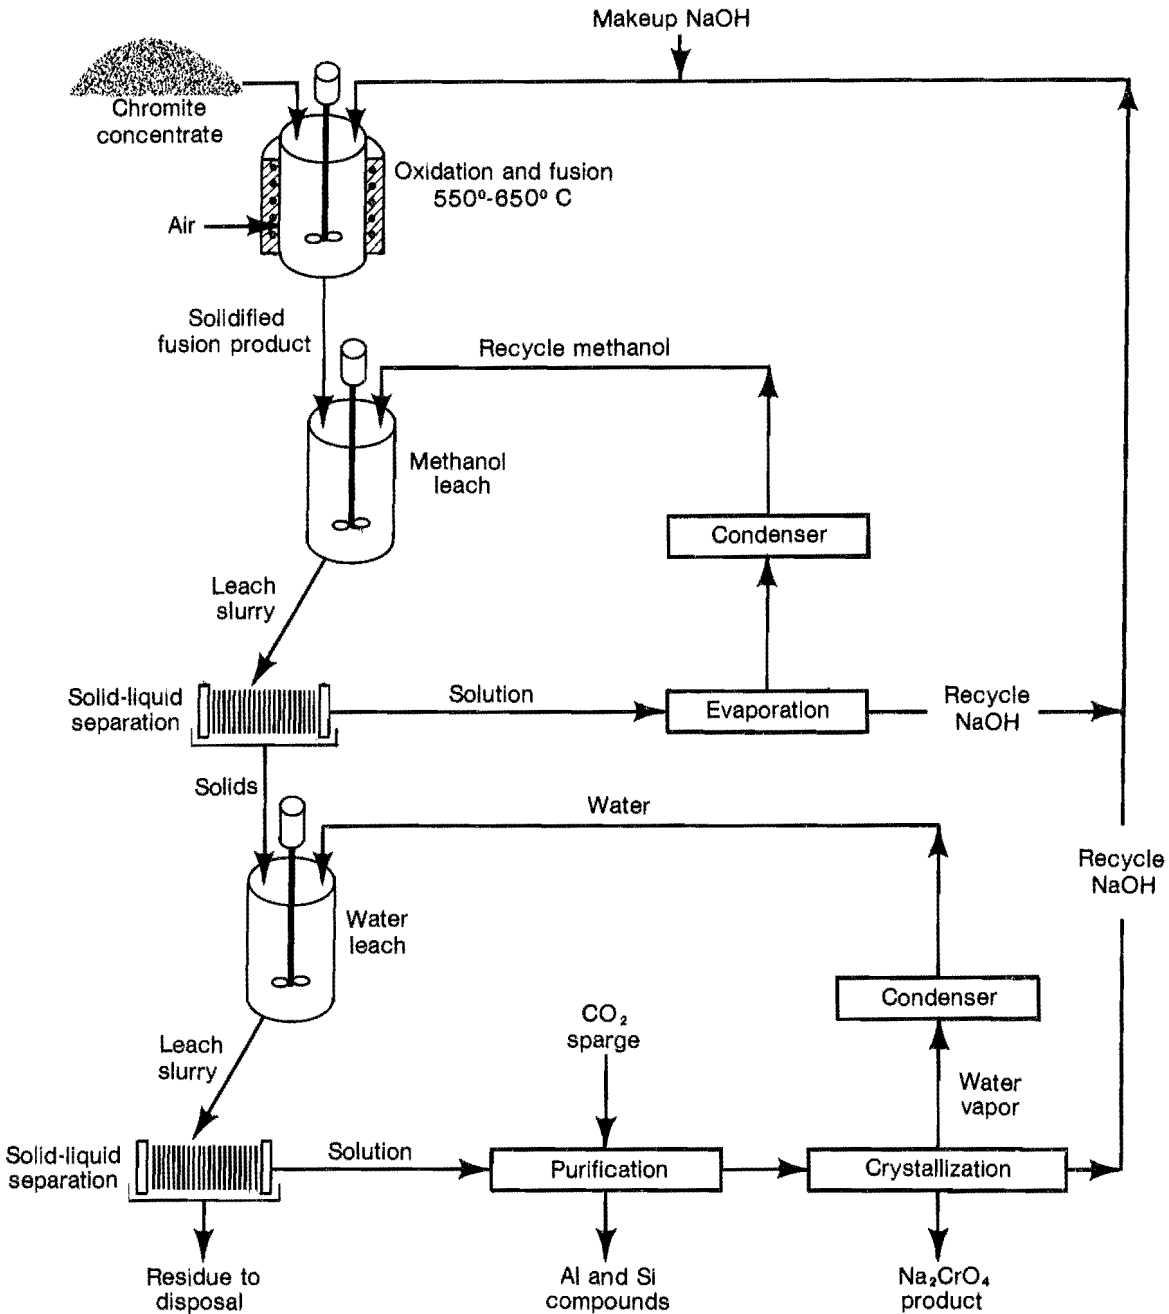 Makeup NaOH
Chromite
concentrate
Oxidation and fusion
550°-650° C
Air
Solidified
fusion product
Recycle methanol
Methanol
leach
Condenser
Leach
slurry
Solid-liquid
separation
Solution
Evaporation
Recycle
NaOH
Solids
Water
Recycle
NaOH
Water
leach
Condenser
CO₂
sparge
Leach
slurry
Water
vapor
Solid-liquid
separation
Solution
Purification
Crystallization
Residue to
disposal
Al and Si
compounds
Na₂CrO₄
product